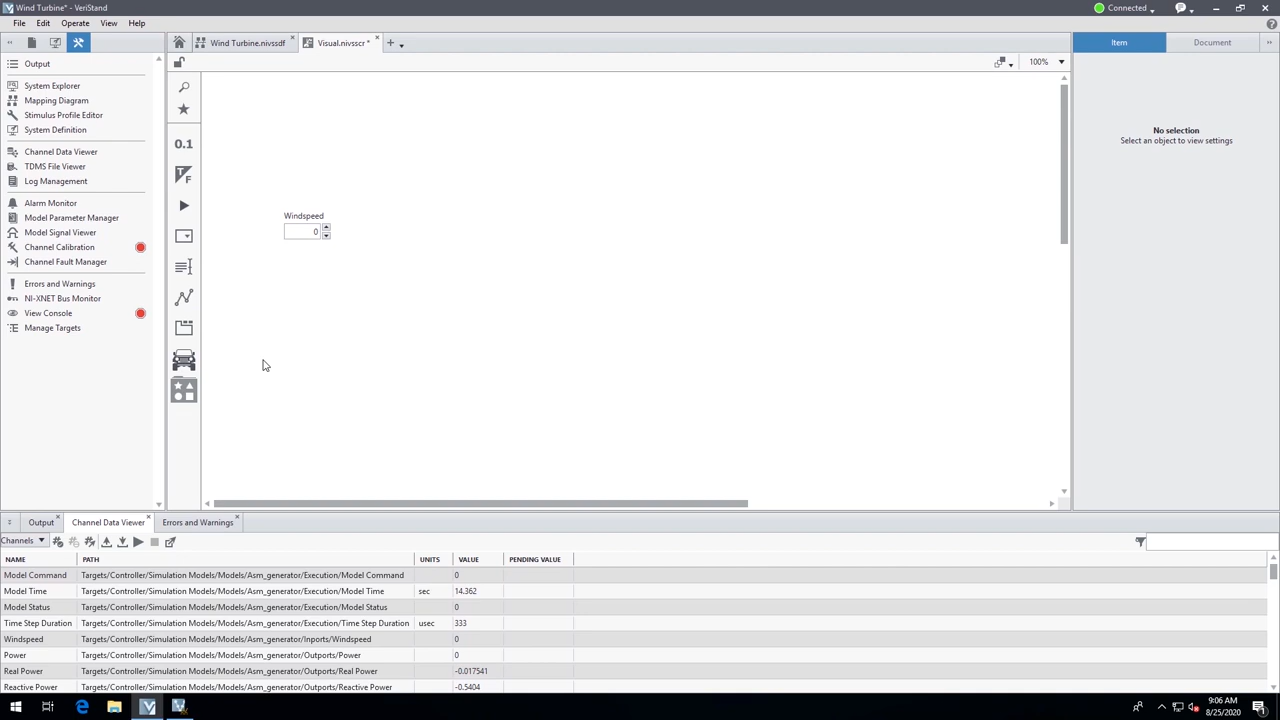 Wind Turbine* - VeriStand
Connected
File Edit Operate View Help
Wind Turbine.nivssdf
Visual.nivsscr *
Item
Document
Output
100%
System Explorer
Mapping Diagram
Stimulus Profile Editor
System Definition
Channel Data Viewer
TDMS File Viewer
Log Management
Alarm Monitor
Model Parameter Manager
Model Signal Viewer
Channel Calibration
Channel Fault Manager
Errors and Warnings
NI-XNET Bus Monitor
View Console
Manage Targets
0.1
T F
Windspeed
0
No selection
Select an object to view settings
Output
Channel Data Viewer
Errors and Warnings
Channels
NAME PATH UNITS VALUE PENDING VALUE
Model Command Targets/Controller/Simulation Models/Models/Asm_generator/Execution/Model Command 0
Model Time Targets/Controller/Simulation Models/Models/Asm_generator/Execution/Model Time sec 14.362
Model Status Targets/Controller/Simulation Models/Models/Asm_generator/Execution/Model Status 0
Time Step Duration Targets/Controller/Simulation Models/Models/Asm_generator/Execution/Time Step Duration usec 333
Windspeed Targets/Controller/Simulation Models/Models/Asm_generator/Inports/Windspeed 0
Power Targets/Controller/Simulation Models/Models/Asm_generator/Outports/Power 0
Real Power Targets/Controller/Simulation Models/Models/Asm_generator/Outports/Real Power -0.017541
Reactive Power Targets/Controller/Simulation Models/Models/Asm_generator/Outports/Reactive Power -0.5404
9:06 AM
8/25/2020